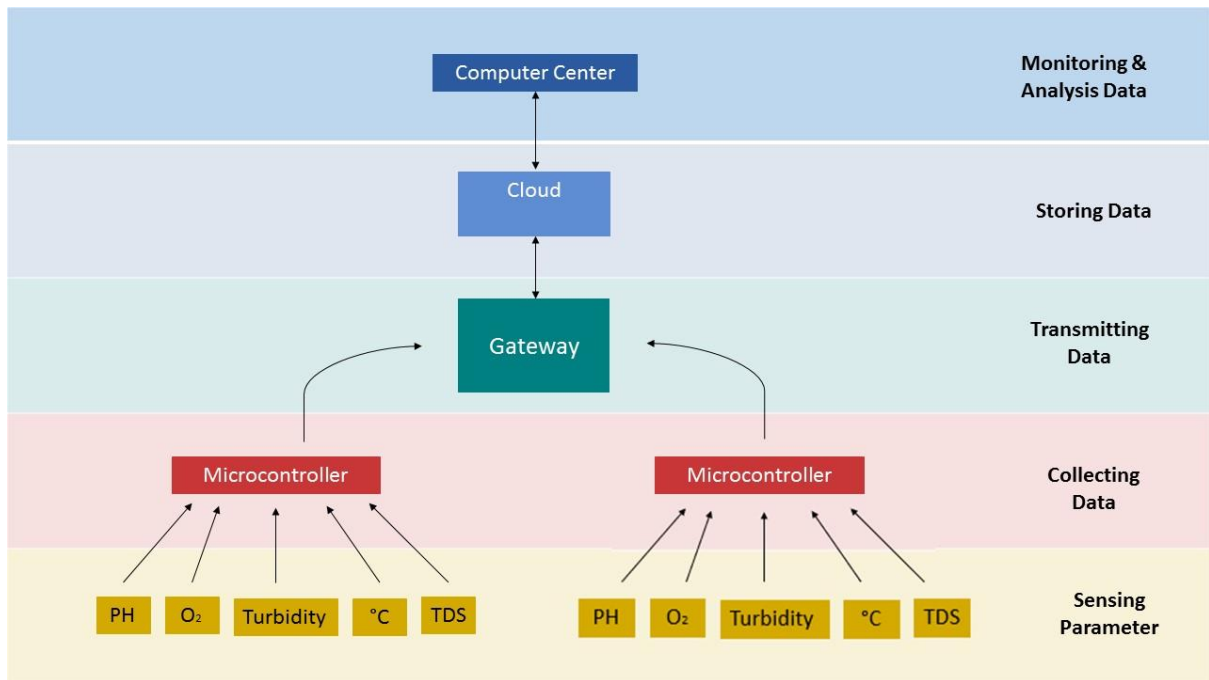 Computer Center
Monitoring &
Analysis Data
Cloud
Storing Data
Gateway
Transmitting
Data
Microcontroller
Microcontroller
Collecting
Data
PH
O₂
Turbidity
°C
TDS
PH
O₂
Turbidity
°C
TDS
Sensing
Parameter